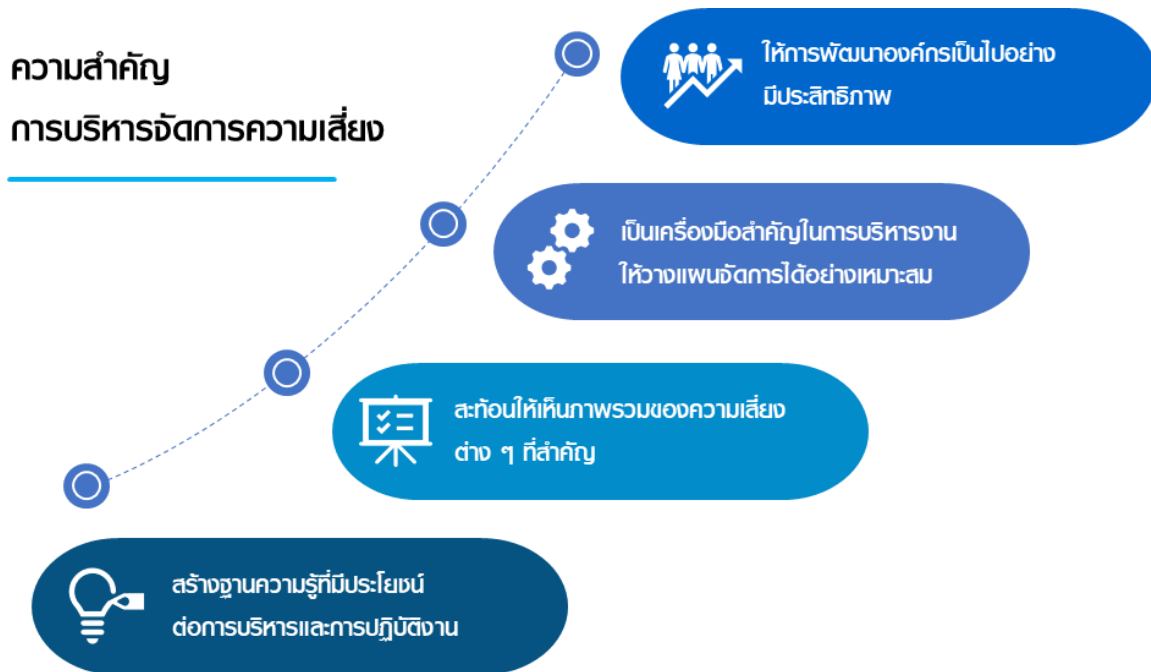 ความสำคัญ
การบริหารจัดการความเสี่ยง
ให้การพัฒนาองค์กรเป็นไปอย่าง
มีประสิทธิภาพ
เป็นเครื่องมือสำคัญในการบริหารงาน
ให้วางแผนจัดการได้อย่างเหมาะสม
สะท้อนให้เห็นภาพรวมของความเสี่ยง
ต่าง ๆ ที่สำคัญ
สร้างฐานความรู้ที่มีประโยชน์
ต่อการบริหารและการปฏิบัติงาน